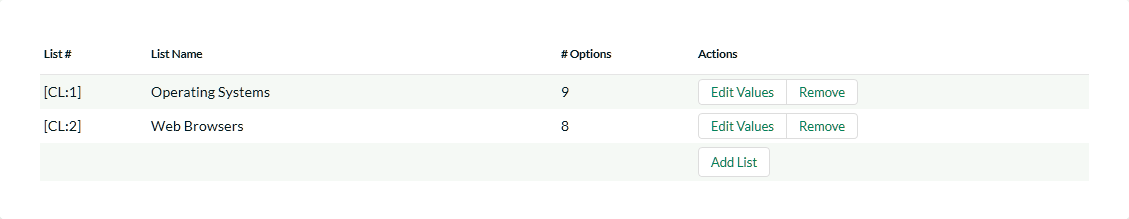 List # List Name # Options Actions
[CL:1] Operating Systems 9 Edit Values Remove
[CL:2] Web Browsers 8 Edit Values Remove
Add List